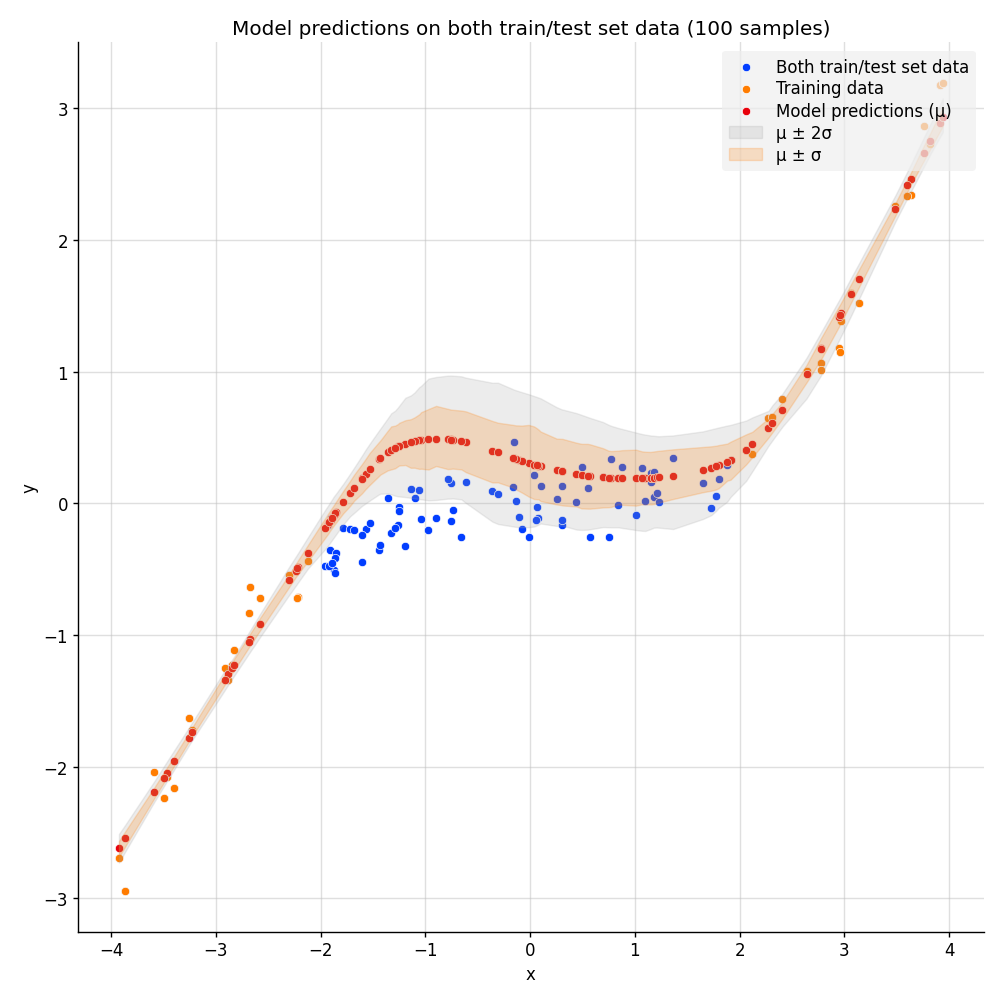 Model predictions on both train/test set data (100 samples)
Both train/test set data
Training data
Model predictions (μ)
μ ± 2σ
μ ± σ
y
3
2
1
0
−1
−2
−3
−4
−3
−2
−1
0
1
2
3
4
x